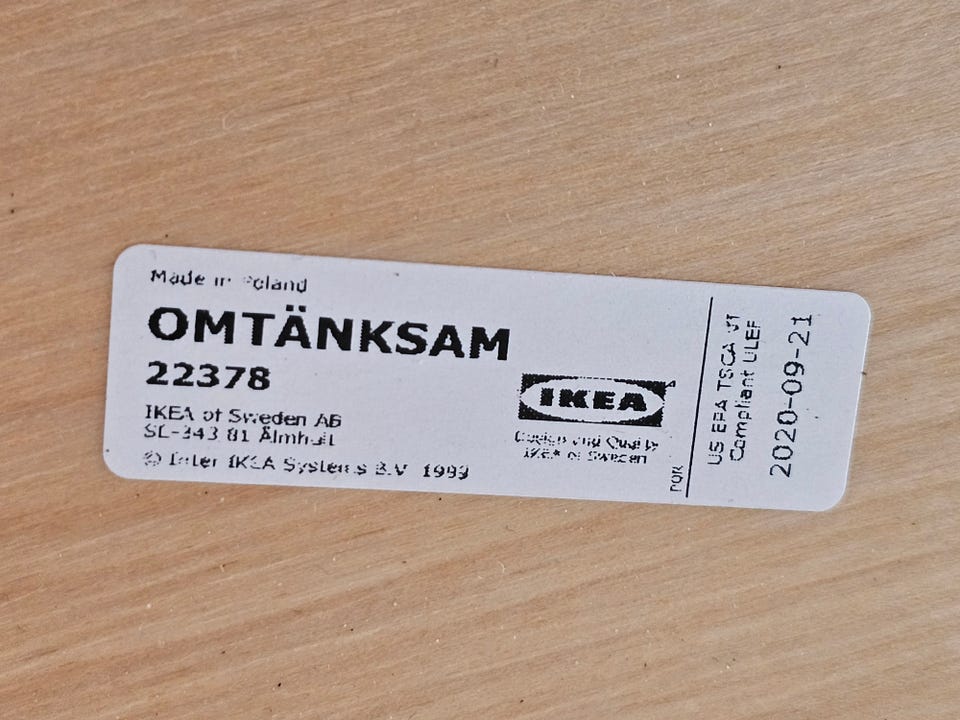 Made in Poland
OMTÄNKSAM
22378
IKEA of Sweden AB
SE-343 81 Älmhult
© Inter IKEA Systems B.V. 1999
IKEA
Design and Quality
IKEA of Sweden
PQR
US EPA TSCA VI
Compliant ULEF
2020-09-21